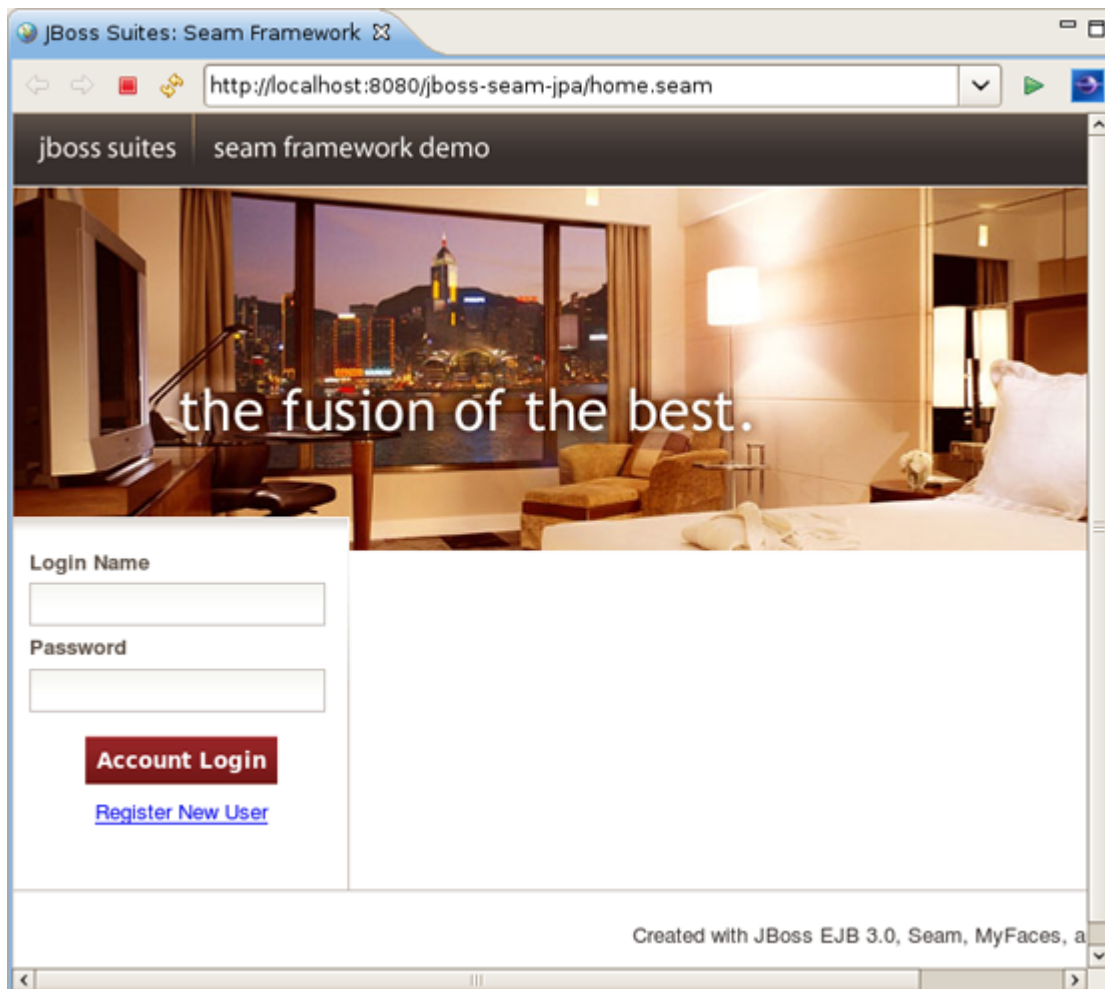 JBoss Suites: Seam Framework
http://localhost:8080/jboss-seam-jpa/home.seam
jboss suites seam framework demo
the fusion of the best.
Login Name
Password
Account Login
Register New User
Created with JBoss EJB 3.0, Seam, MyFaces, a